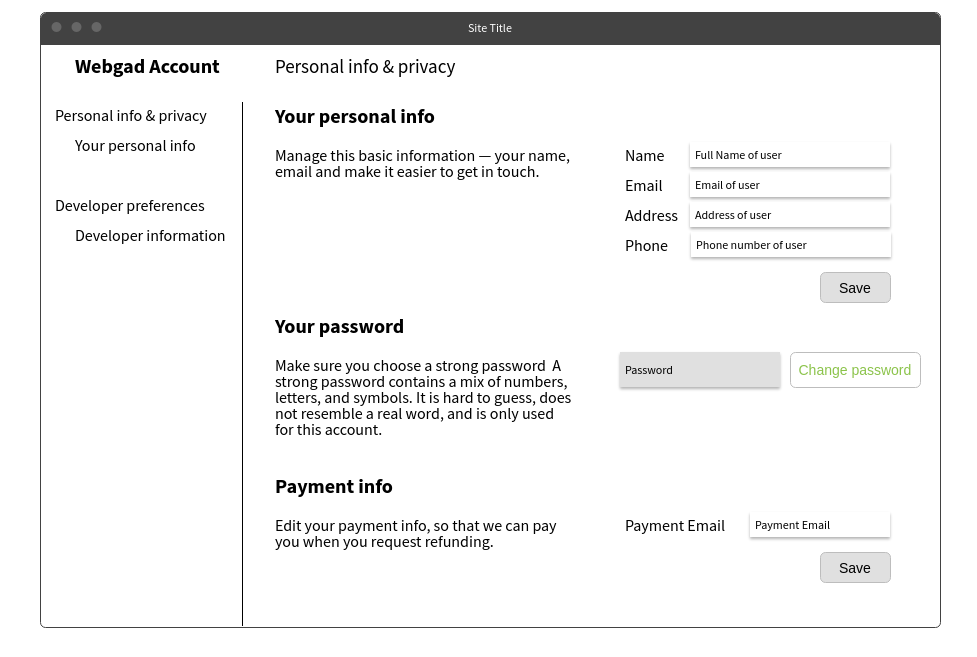 Site Title
Webgad Account
Personal info & privacy
Personal info & privacy
Your personal info
Developer preferences
Developer information
Your personal info
Manage this basic information — your name,
email and make it easier to get in touch.
Name
Full Name of user
Email
Email of user
Address
Address of user
Phone
Phone number of user
Save
Your password
Make sure you choose a strong password  A
strong password contains a mix of numbers,
letters, and symbols. It is hard to guess, does
not resemble a real word, and is only used
for this account.
Password
Change password
Payment info
Edit your payment info, so that we can pay
you when you request refunding.
Payment Email
Payment Email
Save